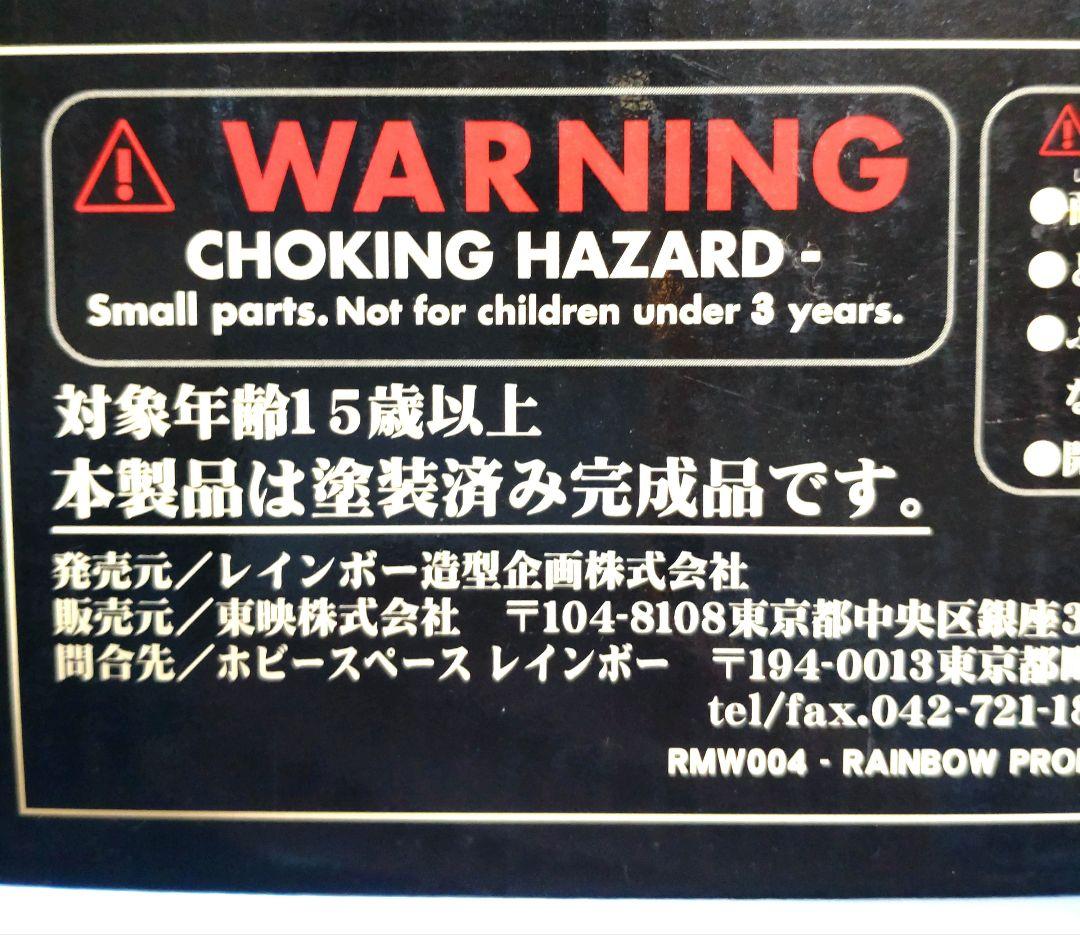 WARNING
CHOKING HAZARD -
Small parts. Not for children under 3 years.
対象年齢15歳以上
本製品は塗装済み完成品です。
発売元／レインボー造型企画株式会社
販売元／東映株式会社　〒104-8108東京都中央区銀座3
問合先／ホビースペース レインボー　〒194-0013東京都
tel/fax.042-721-18
RMW004 - RAINBOW PRO